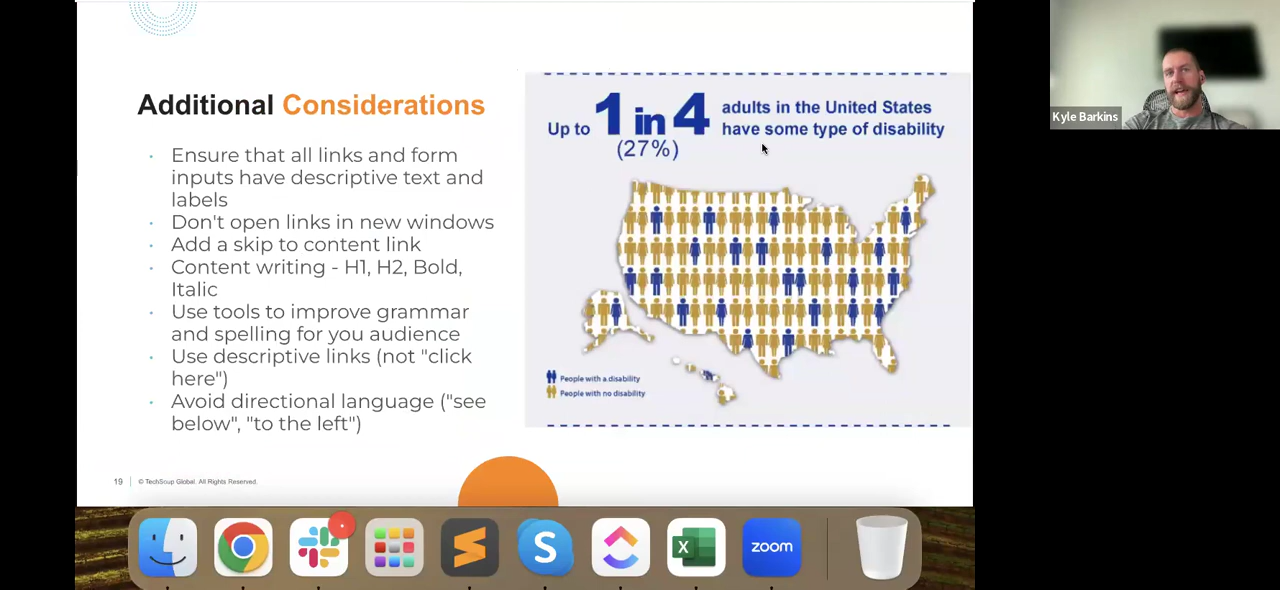 Additional Considerations
Ensure that all links and form
inputs have descriptive text and
labels
Don't open links in new windows
Add a skip to content link
Content writing - H1, H2, Bold,
Italic
Use tools to improve grammar
and spelling for you audience
Use descriptive links (not "click
here")
Avoid directional language ("see
below", "to the left")
Up to 1 in 4
(27%)
adults in the United States
have some type of disability
People with a disability
People with no disability
19
© TechSoup Global. All Rights Reserved.
Kyle Barkins
S
X
zoom